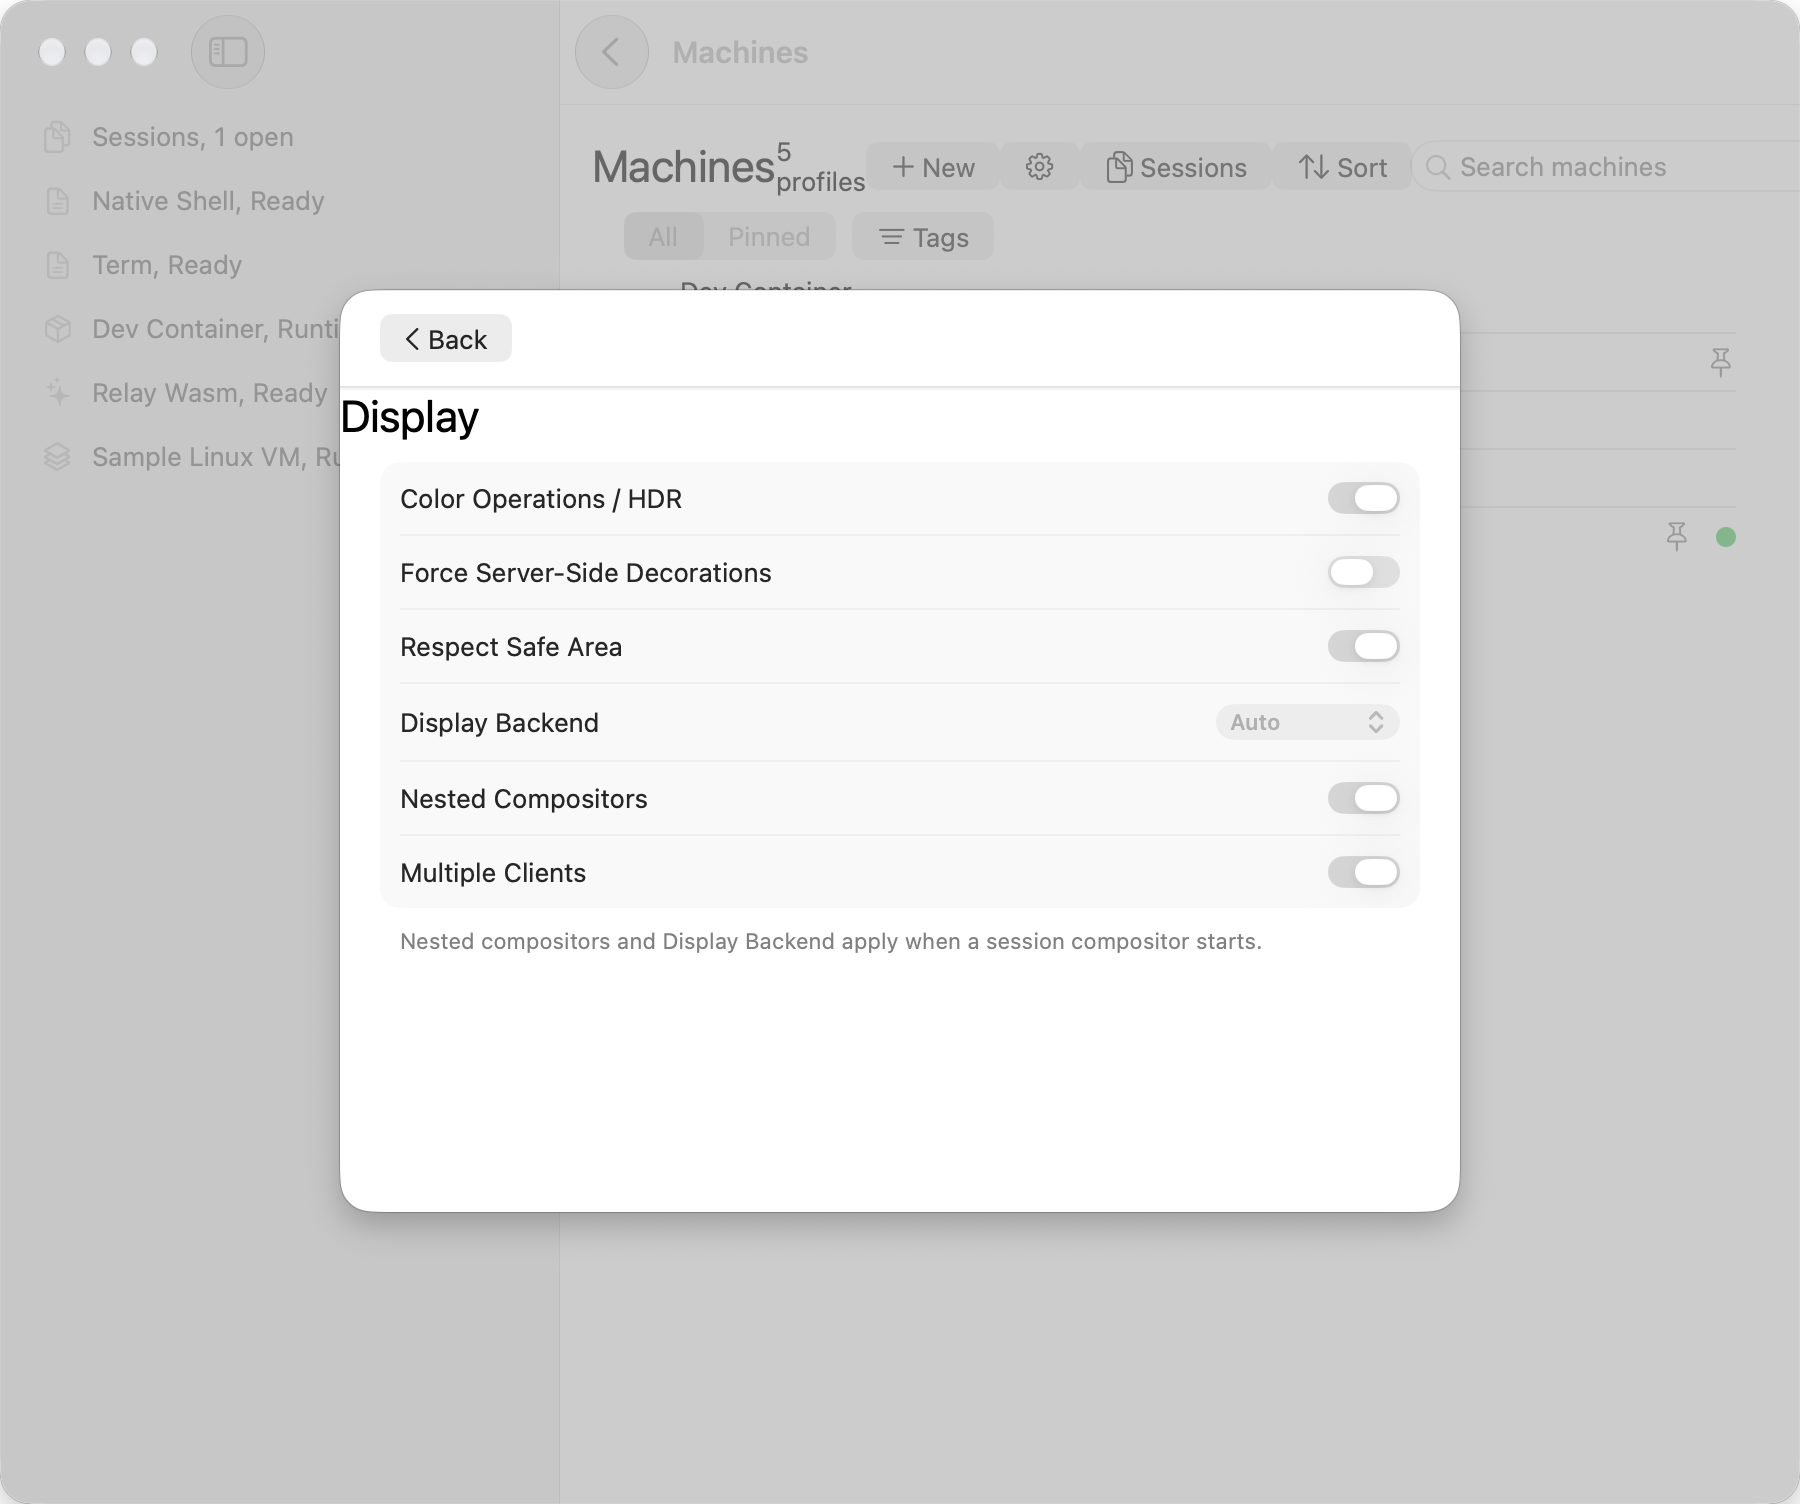 Machines
Sessions, 1 open
Native Shell, Ready
Term, Ready
Dev Container, Runti
Relay Wasm, Ready
Sample Linux VM, Ru
Machines
5 profiles
New
Sessions
Sort
Search machines
All
Pinned
Tags
Dev Container
Back
Display
Color Operations / HDR
Force Server-Side Decorations
Respect Safe Area
Display Backend
Auto
Nested Compositors
Multiple Clients
Nested compositors and Display Backend apply when a session compositor starts.